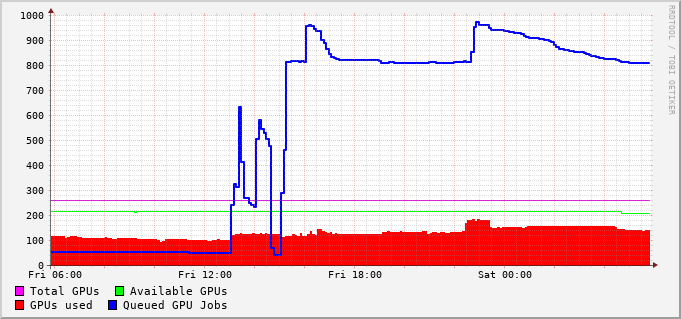 1000
900
800
700
600
500
400
300
200
100
0
Fri 06:00 Fri 12:00 Fri 18:00 Sat 00:00
Total GPUs Available GPUs
GPUs used Queued GPU Jobs
RRDTOOL / TOBI OETIKER